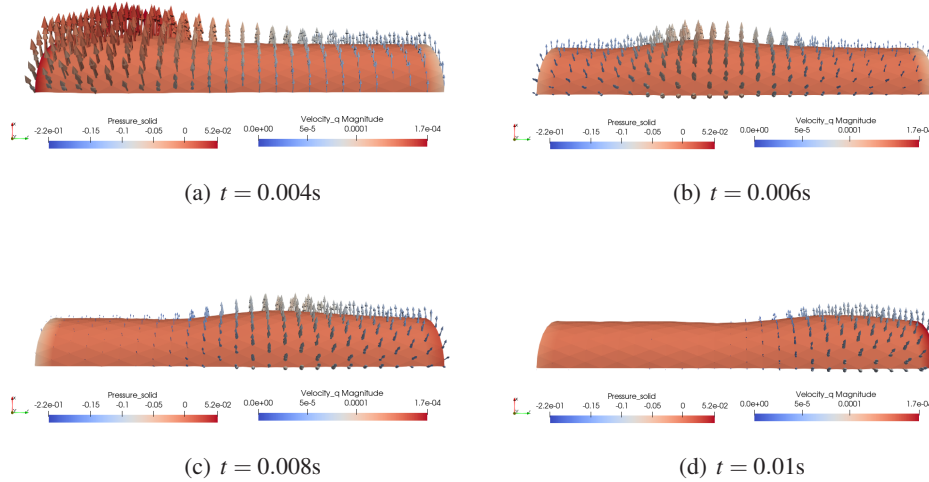 Pressure_solid
-2.2e-01 -0.15 -0.1 -0.05 0 5.2e-02
Velocity_q Magnitude
0.0e+00 5e-5 0.0001 1.7e-04
(a) t = 0.004s
Pressure_solid
-2.2e-01 -0.15 -0.1 -0.05 0 5.2e-02
Velocity_q Magnitude
0.0e+00 5e-5 0.0001 1.7e-04
(b) t = 0.006s
Pressure_solid
-2.2e-01 -0.15 -0.1 -0.05 0 5.2e-02
Velocity_q Magnitude
0.0e+00 5e-5 0.0001 1.7e-04
(c) t = 0.008s
Pressure_solid
-2.2e-01 -0.15 -0.1 -0.05 0 5.2e-02
Velocity_q Magnitude
0.0e+00 5e-5 0.0001 1.7e-04
(d) t = 0.01s